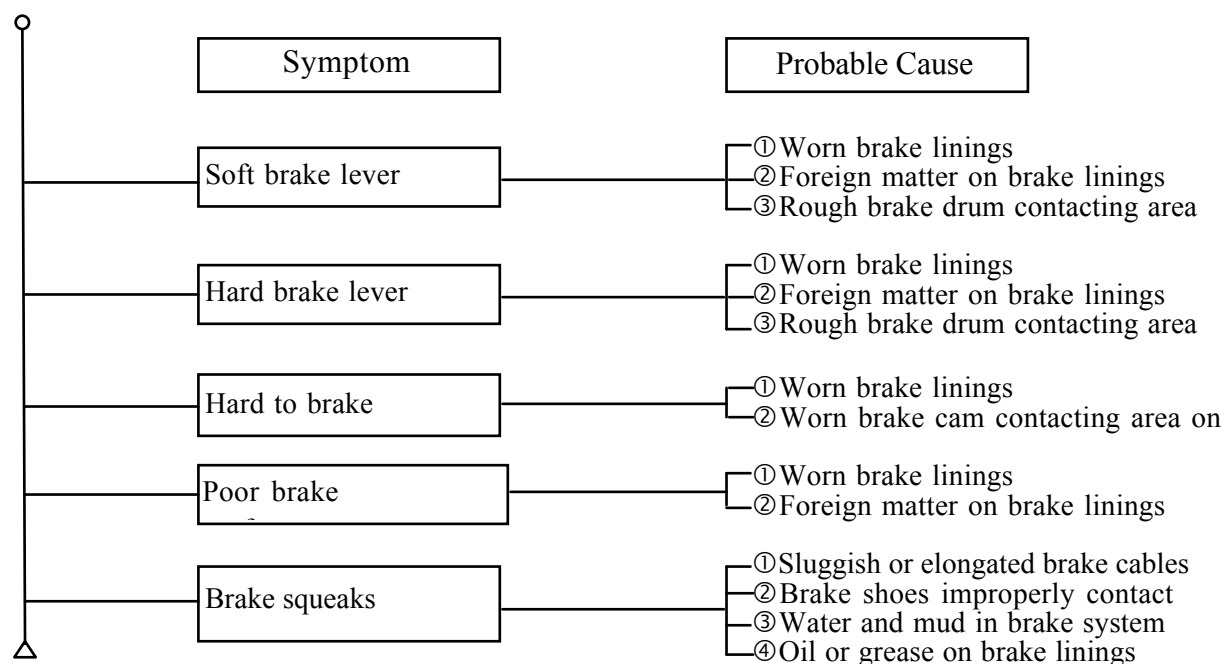 Symptom
Probable Cause
Soft brake lever
①Worn brake linings
②Foreign matter on brake linings
③Rough brake drum contacting area
Hard brake lever
①Worn brake linings
②Foreign matter on brake linings
③Rough brake drum contacting area
Hard to brake
①Worn brake linings
②Worn brake cam contacting area on
Poor brake
①Worn brake linings
②Foreign matter on brake linings
Brake squeaks
①Sluggish or elongated brake cables
②Brake shoes improperly contact
③Water and mud in brake system
④Oil or grease on brake linings